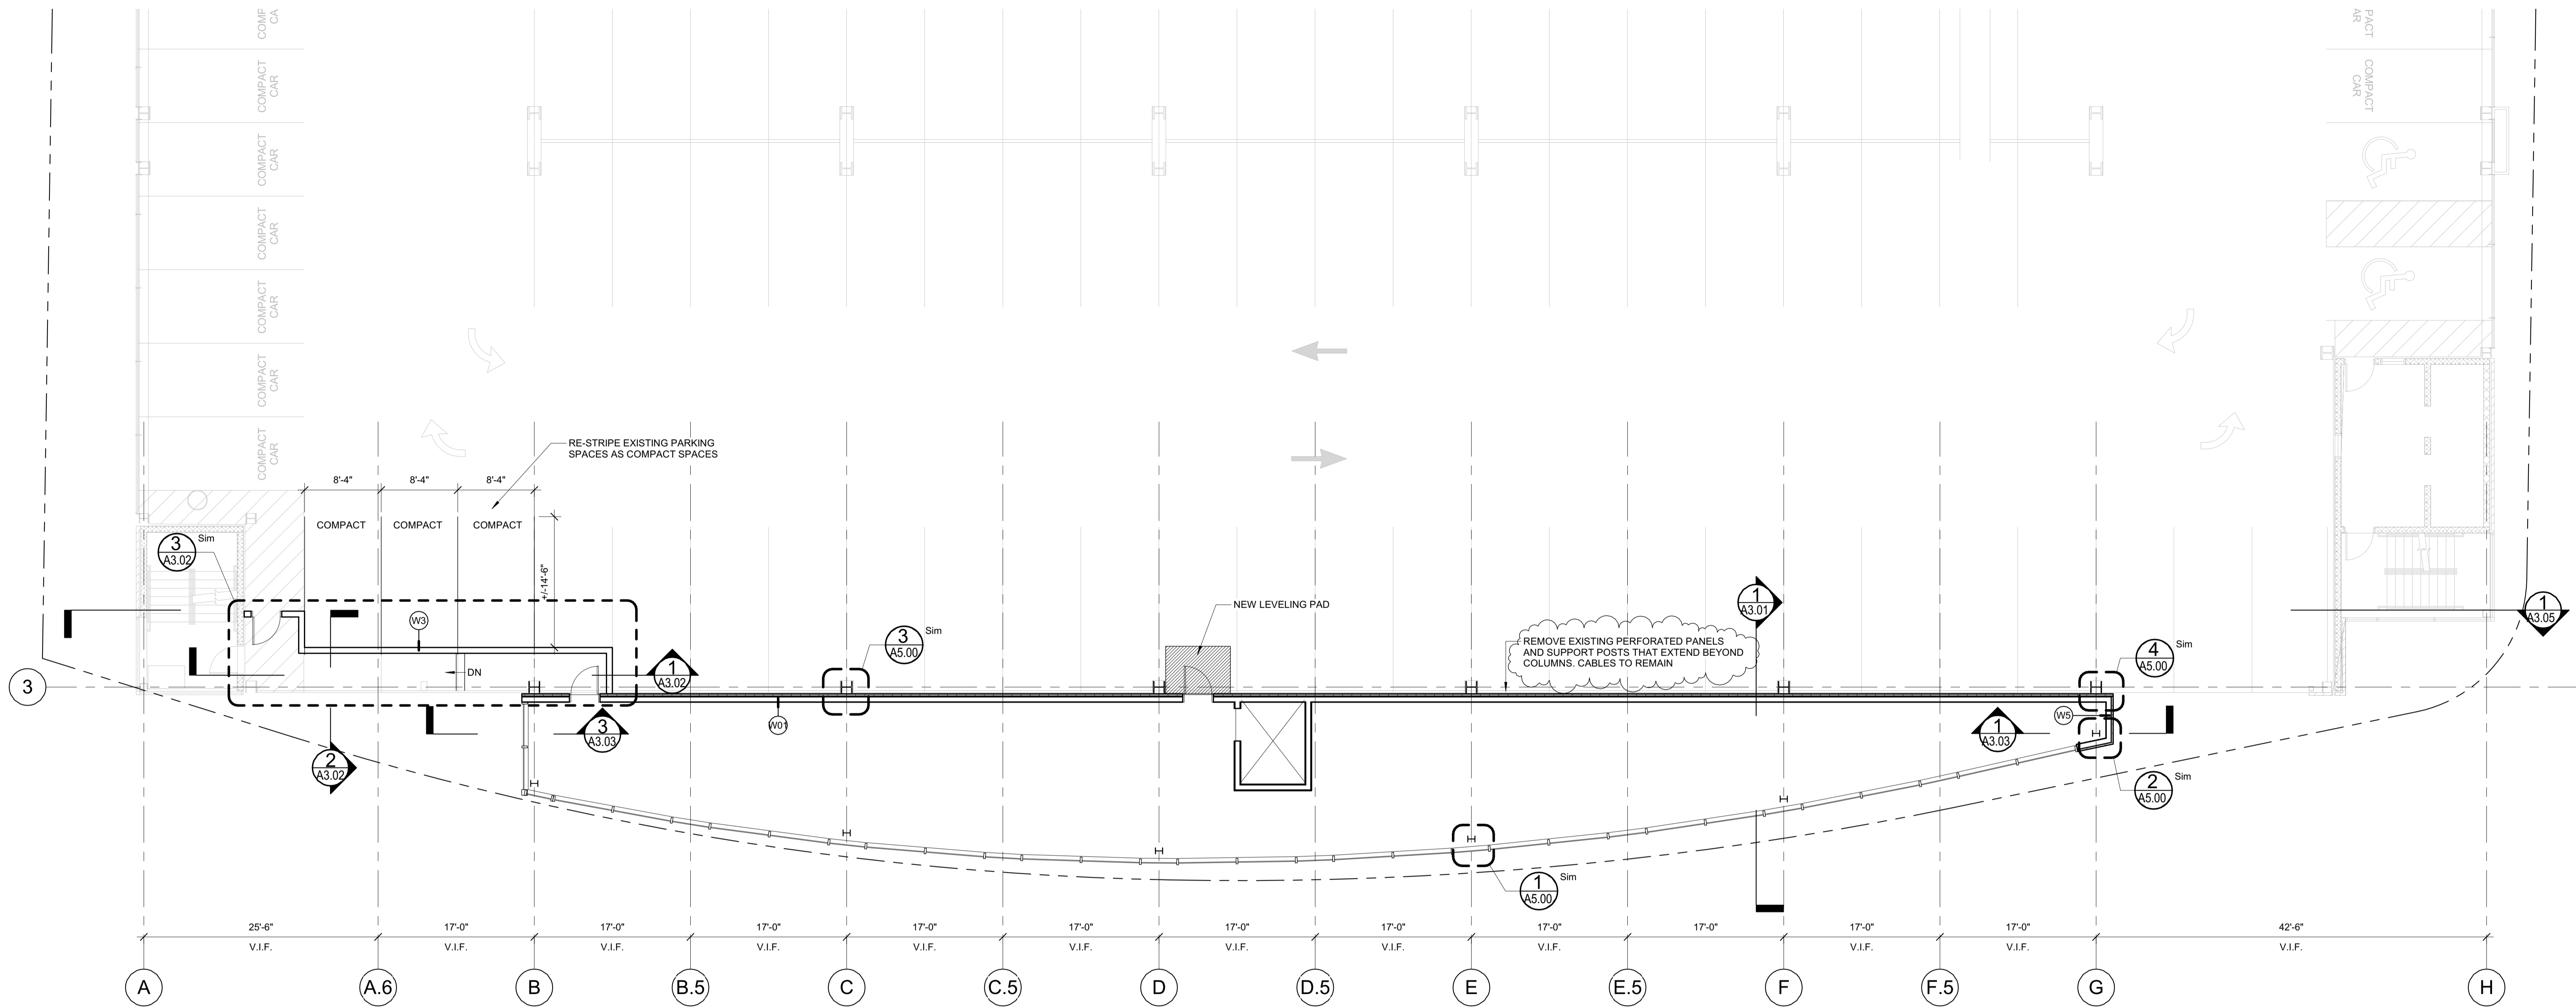 COMP
CA
COMPACT
CAR
COMPACT
CAR
COMPACT
CAR
COMPACT
CAR
COMPACT
CAR
COMPACT
CAR
PACT
AR
COMPACT
CAR
RE-STRIPE EXISTING PARKING
SPACES AS COMPACT SPACES
8'-4"
8'-4"
8'-4"
COMPACT
COMPACT
COMPACT
+/-14'-6"
3
A3.02
Sim
W3
DN
NEW LEVELING PAD
3
A5.00
Sim
1
A3.02
REMOVE EXISTING PERFORATED PANELS
AND SUPPORT POSTS THAT EXTEND BEYOND
COLUMNS. CABLES TO REMAIN
1
A3.01
1
A3.05
4
A5.00
Sim
3
W01
3
A3.03
W5
1
A3.03
2
A3.02
2
A5.00
Sim
1
A5.00
Sim
25'-6"
17'-0"
17'-0"
17'-0"
17'-0"
17'-0"
17'-0"
17'-0"
17'-0"
17'-0"
17'-0"
17'-0"
42'-6"
V.I.F.
V.I.F.
V.I.F.
V.I.F.
V.I.F.
V.I.F.
V.I.F.
V.I.F.
V.I.F.
V.I.F.
V.I.F.
V.I.F.
A
A.6
B
B.5
C
C.5
D
D.5
E
E.5
F
F.5
G
H